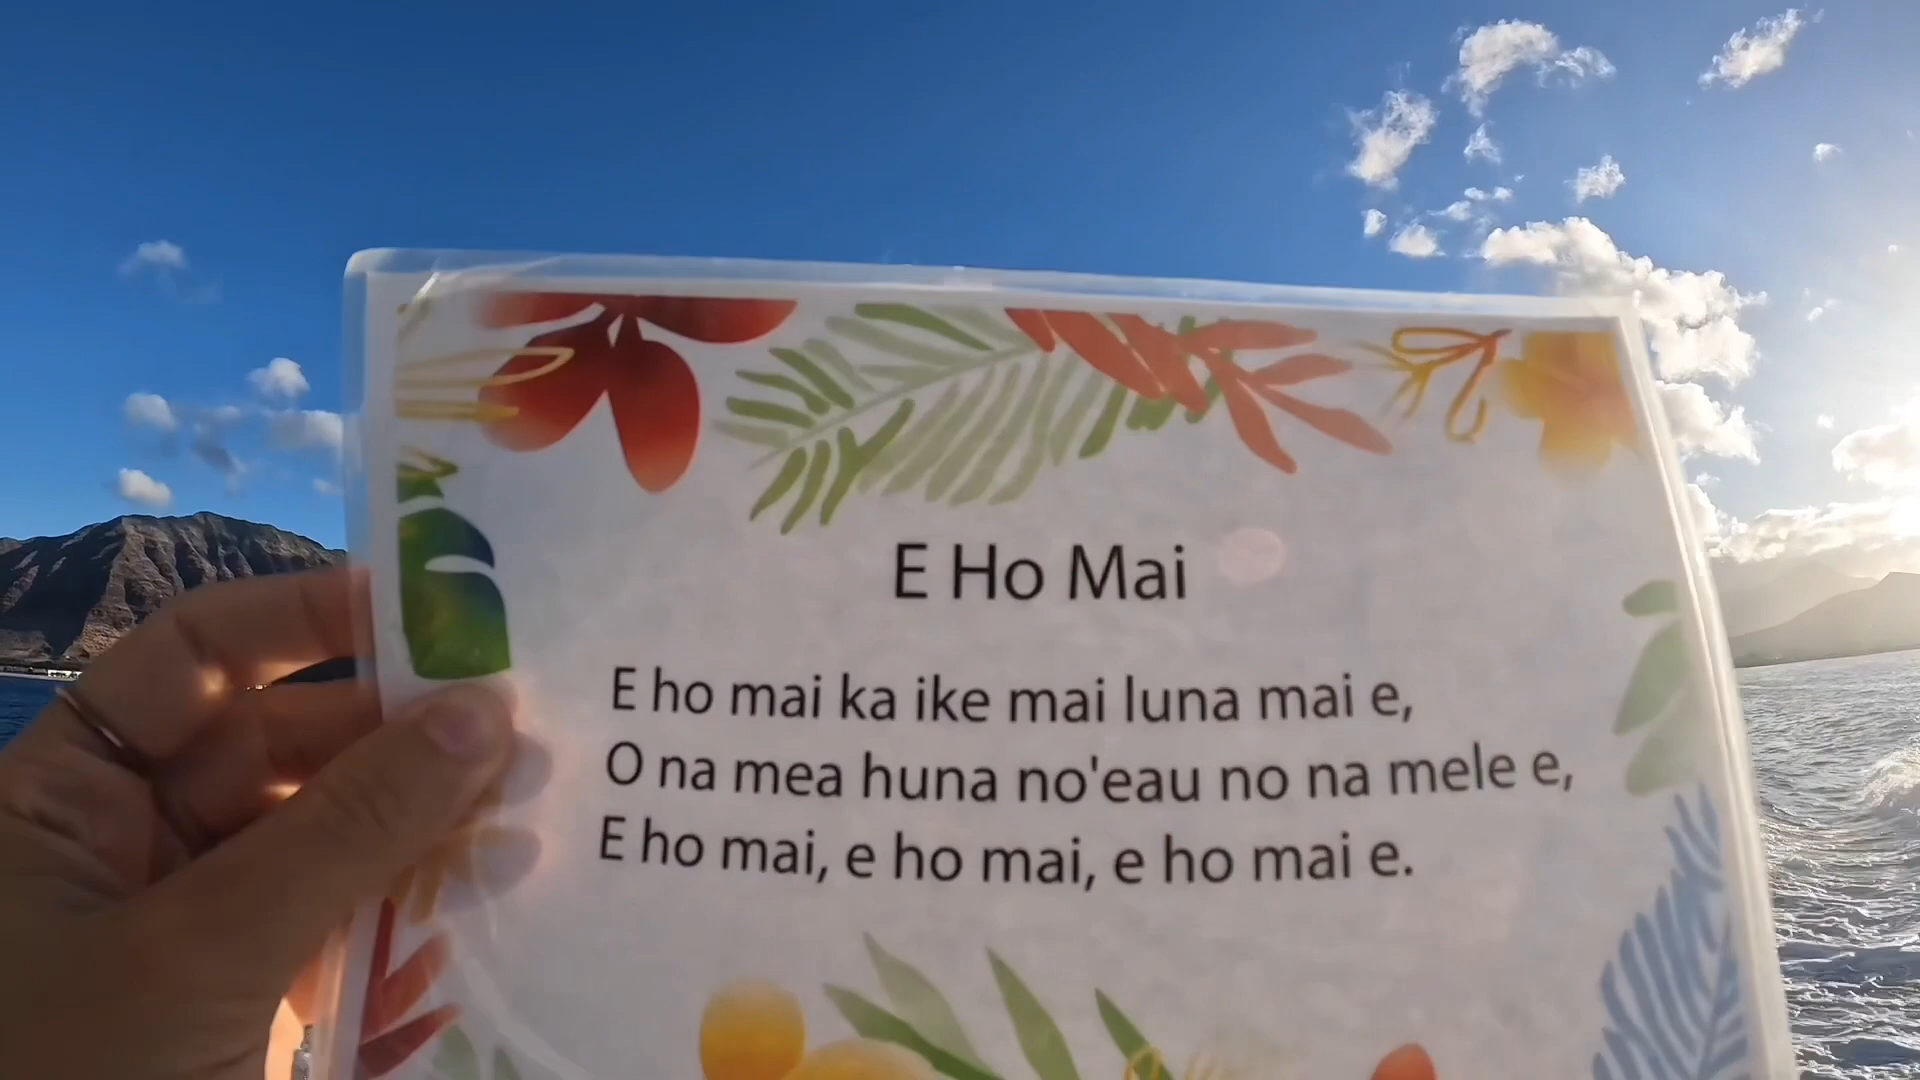 E Ho Mai
E ho mai ka ike mai luna mai e,
O na mea huna no'eau no na mele e,
E ho mai, e ho mai, e ho mai e.